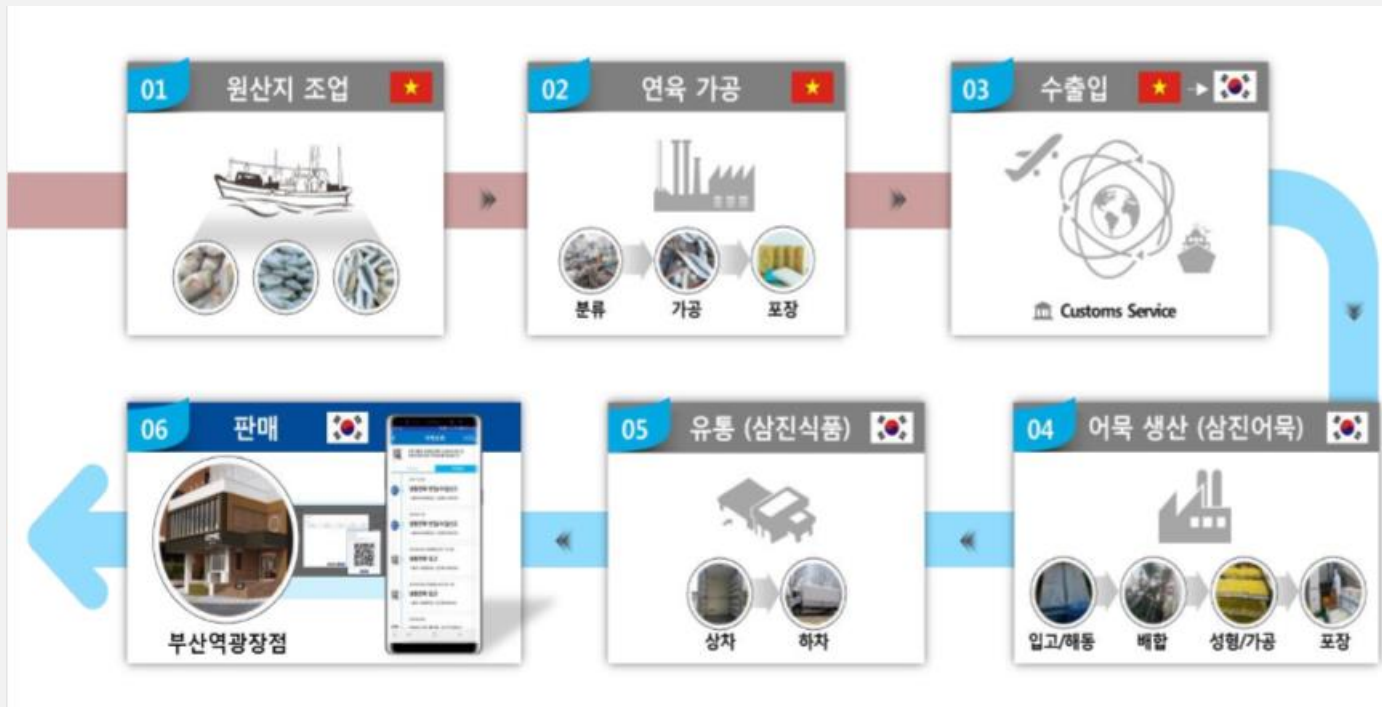 01 원산지 조업
02 연육 가공
분류 가공 포장
03 수출입
Customs Service
04 어묵 생산 (삼진어묵)
입고/해동 배합 성형/가공 포장
05 유통 (삼진식품)
상차 하차
06 판매
부산역광장점